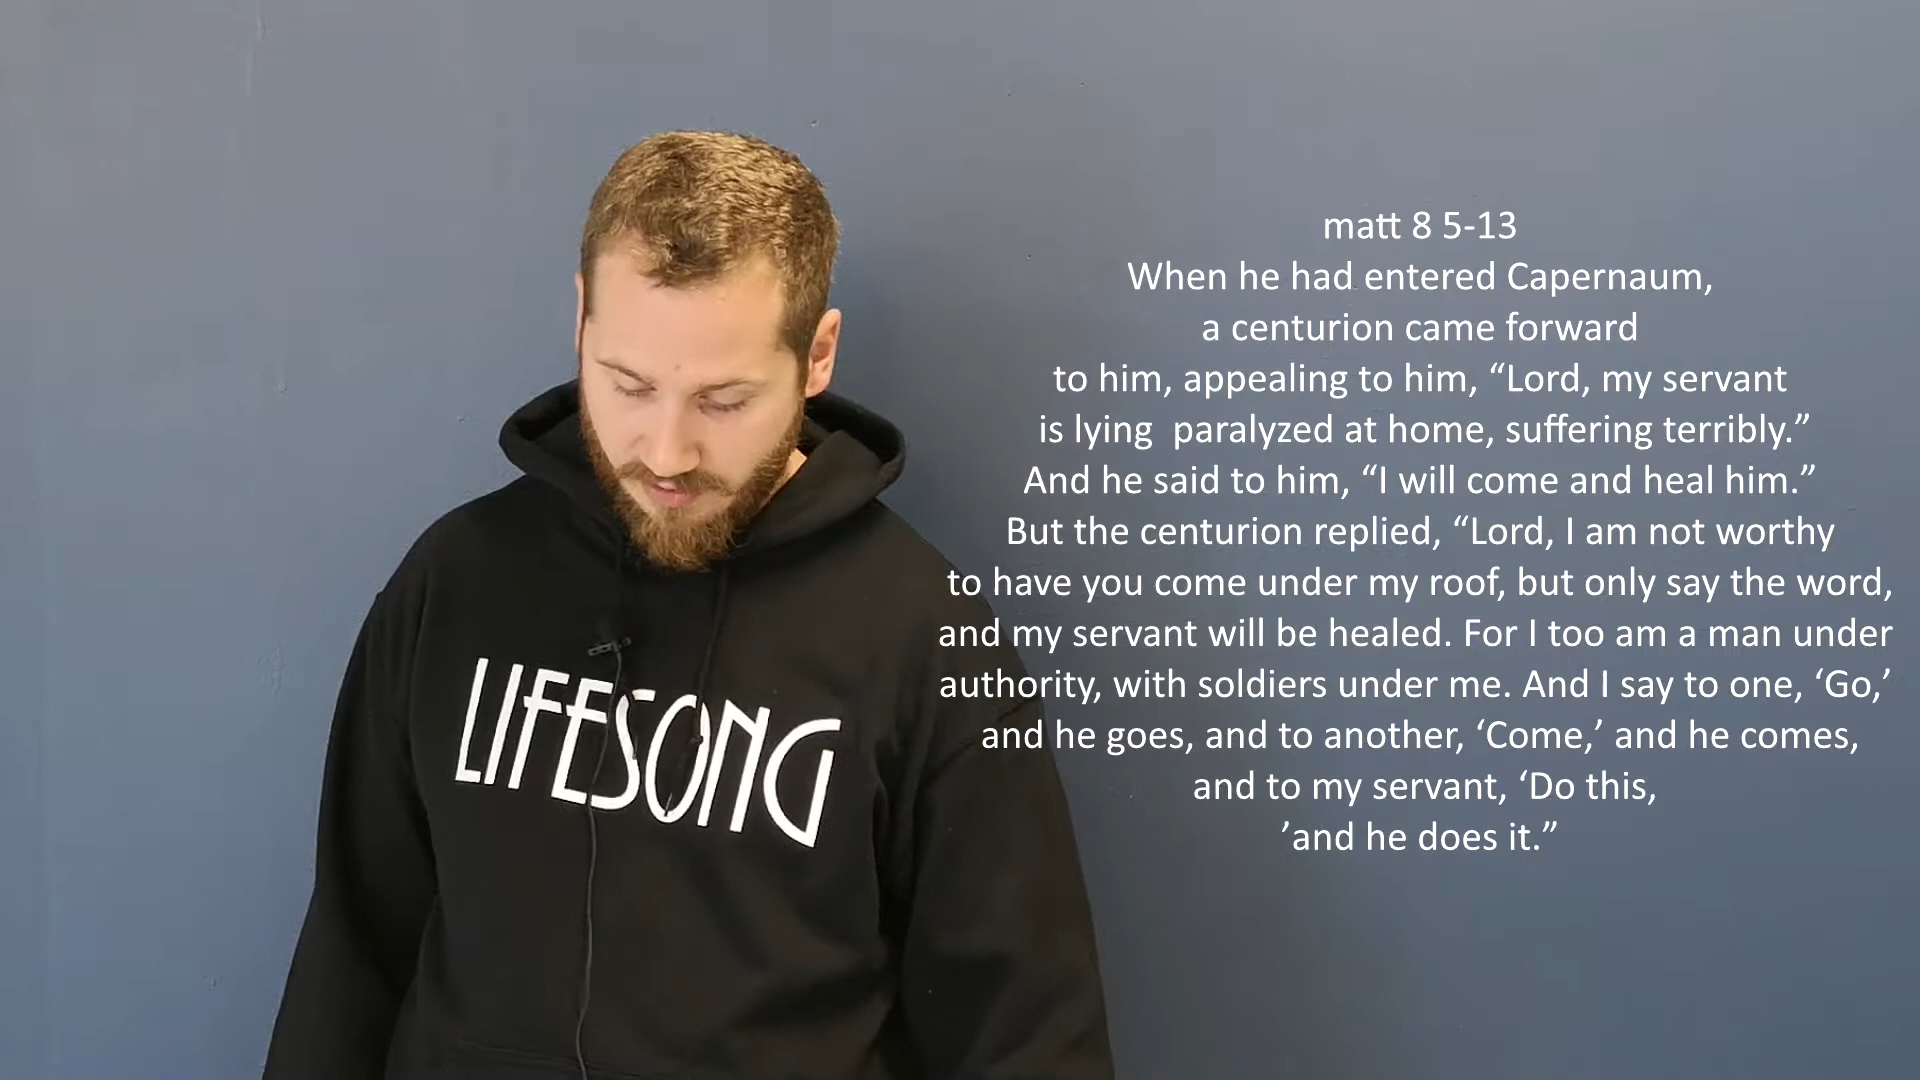 LIFESONG
matt 8 5-13
When he had entered Capernaum,
a centurion came forward
to him, appealing to him, “Lord, my servant
is lying  paralyzed at home, suffering terribly.”
And he said to him, “I will come and heal him.”
But the centurion replied, “Lord, I am not worthy
to have you come under my roof, but only say the word,
and my servant will be healed. For I too am a man under
authority, with soldiers under me. And I say to one, ‘Go,’
and he goes, and to another, ‘Come,’ and he comes,
and to my servant, ‘Do this,
’and he does it.”